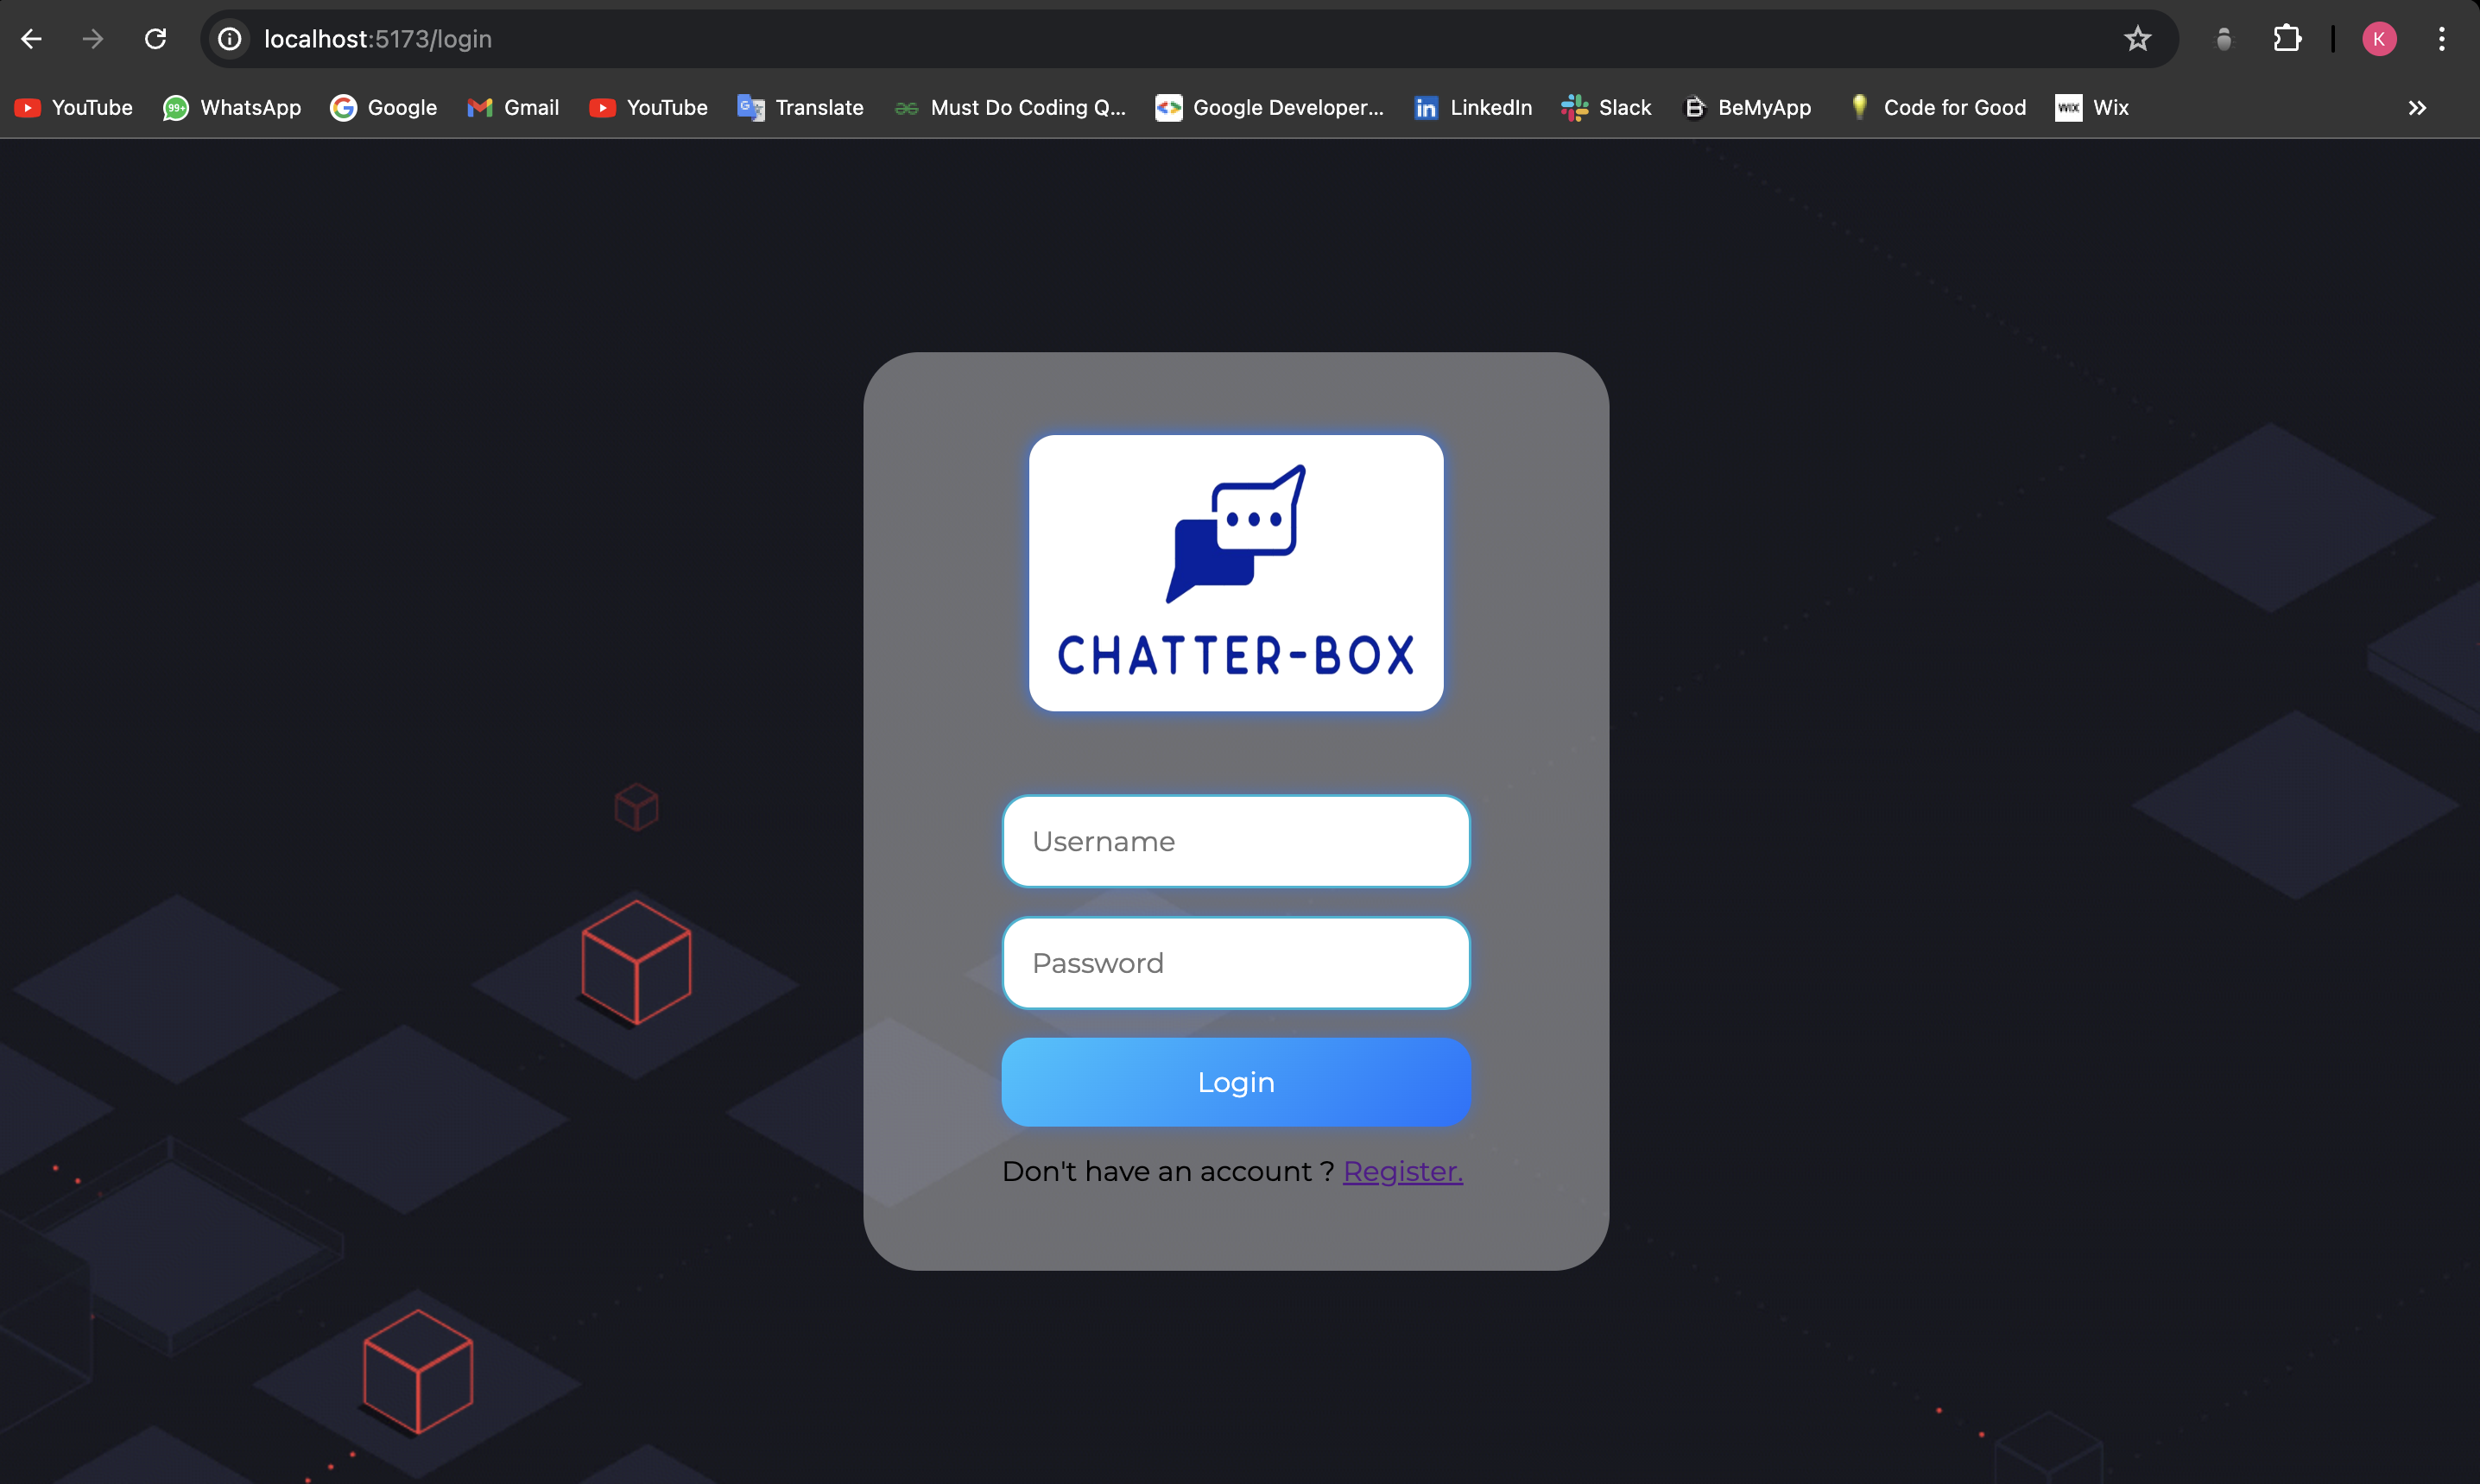 localhost:5173/login
K
YouTube WhatsApp Google Gmail YouTube Translate Must Do Coding Q... Google Developer... LinkedIn Slack BeMyApp Code for Good Wix
CHATTER-BOX
Username
Password
Login
Don't have an account ? Register.